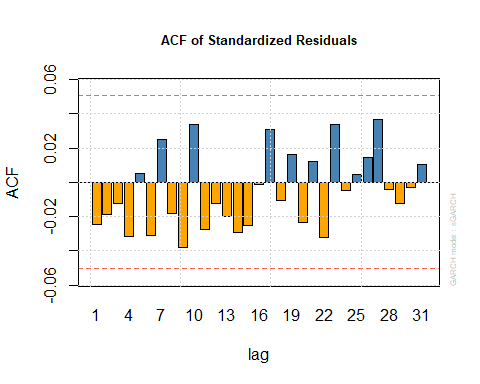 ACF of Standardized Residuals
ACF
0.06
0.02
-0.02
-0.06
1 4 7 10 13 16 19 22 25 28 31
lag
GARCH model : sGARCH